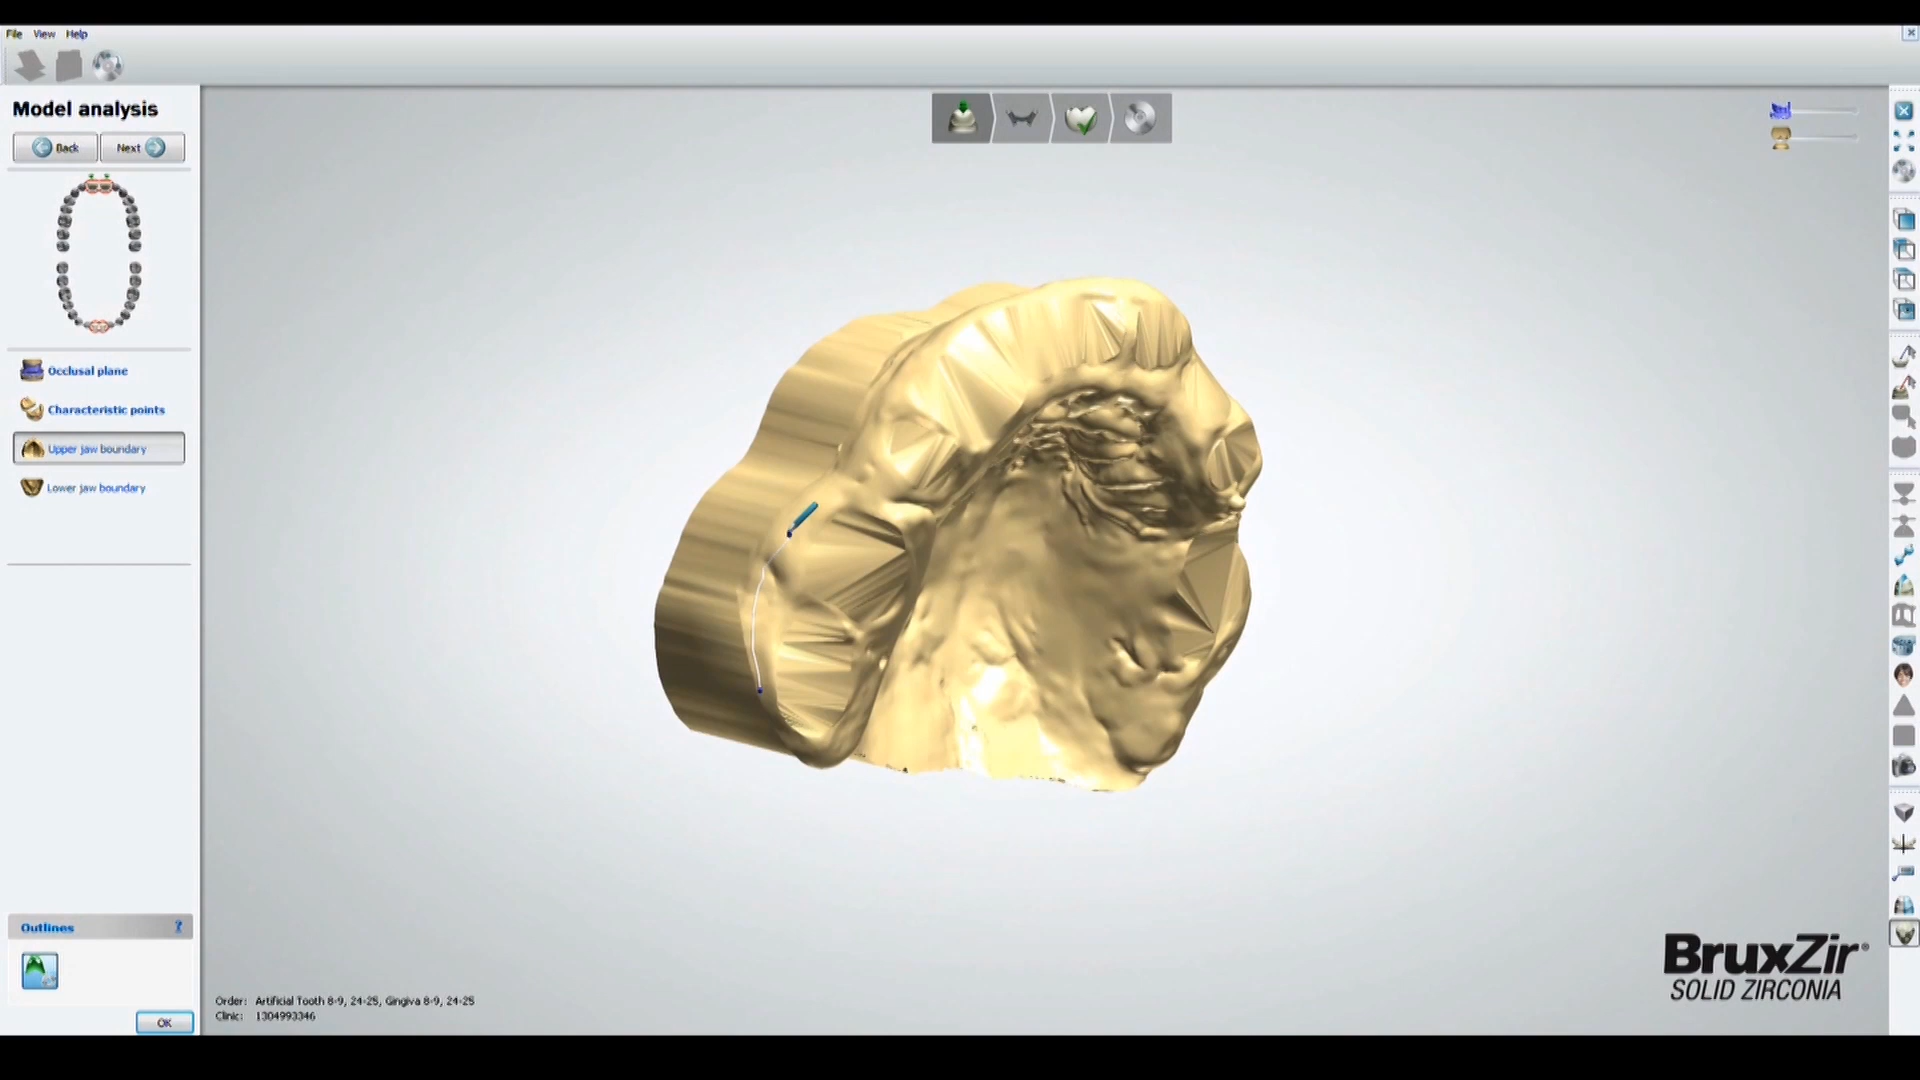 File View Help
Model analysis
Back Next
Occlusal plane
Characteristic points
Upper jaw boundary
Lower jaw boundary
Outlines ?
OK
Order: Artificial Tooth 8-9, 24-25, Gingiva 8-9, 24-25
Clinic: 1304993346
BruxZir®
SOLID ZIRCONIA